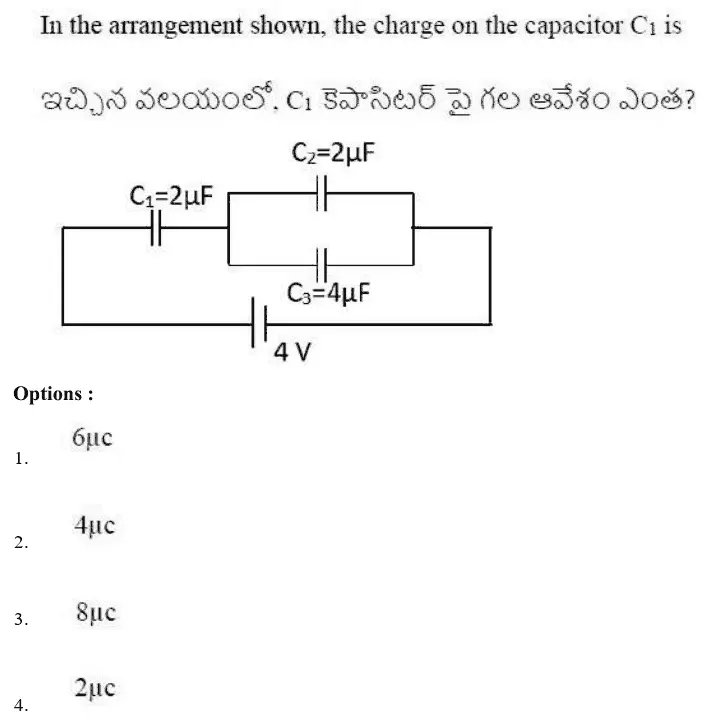 In the arrangement shown, the charge on the capacitor C₁ is
ఇచ్చిన వలయంలో, C₁ కెపాసిటర్ పై గల ఆవేశం ఎంత?
C₂=2μF
C₁=2μF
C₃=4μF
4 V
Options :
1. 6μc
2. 4μc
3. 8μc
4. 2μc